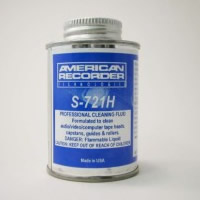 AMERICAN
RECORDER
TECHNOLOGIES
S-721H
PROFESSIONAL CLEANING FLUID
Formulated to clean
audio/video/computer tape heads,
capstans, guides & rollers.
DANGER: Flammable Liquid
CAUTION: KEEP OUT OF REACH OF CHILDREN
Made in USA